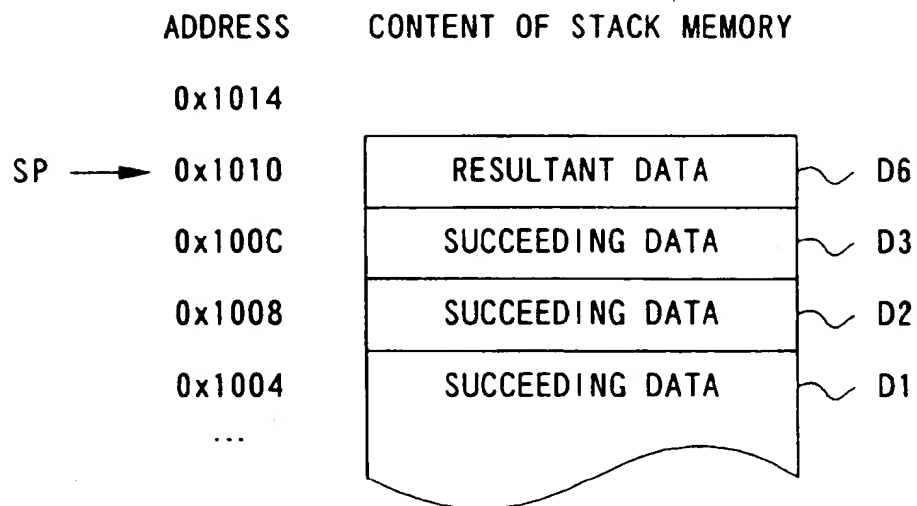 ADDRESS CONTENT OF STACK MEMORY
0x1014
SP 0x1010 RESULTANT DATA D6
0x100C SUCCEEDING DATA D3
0x1008 SUCCEEDING DATA D2
0x1004 SUCCEEDING DATA D1
...